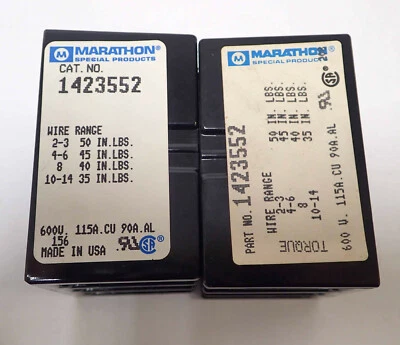 MARATHON®
SPECIAL PRODUCTS
CAT. NO.
1423552
WIRE RANGE
2-3 50 IN.LBS.
4-6 45 IN.LBS.
8 40 IN.LBS.
10-14 35 IN.LBS.
600V. 115A.CU 90A.AL
156
MADE IN USA
MARATHON®
SPECIAL PRODUCTS
PART NO. 1423552
WIRE RANGE
2-3 50 IN. LBS.
4-6 45 IN. LBS.
8 40 IN. LBS.
10-14 35 IN. LBS.
TORQUE
600 V. 115A.CU 90A.AL